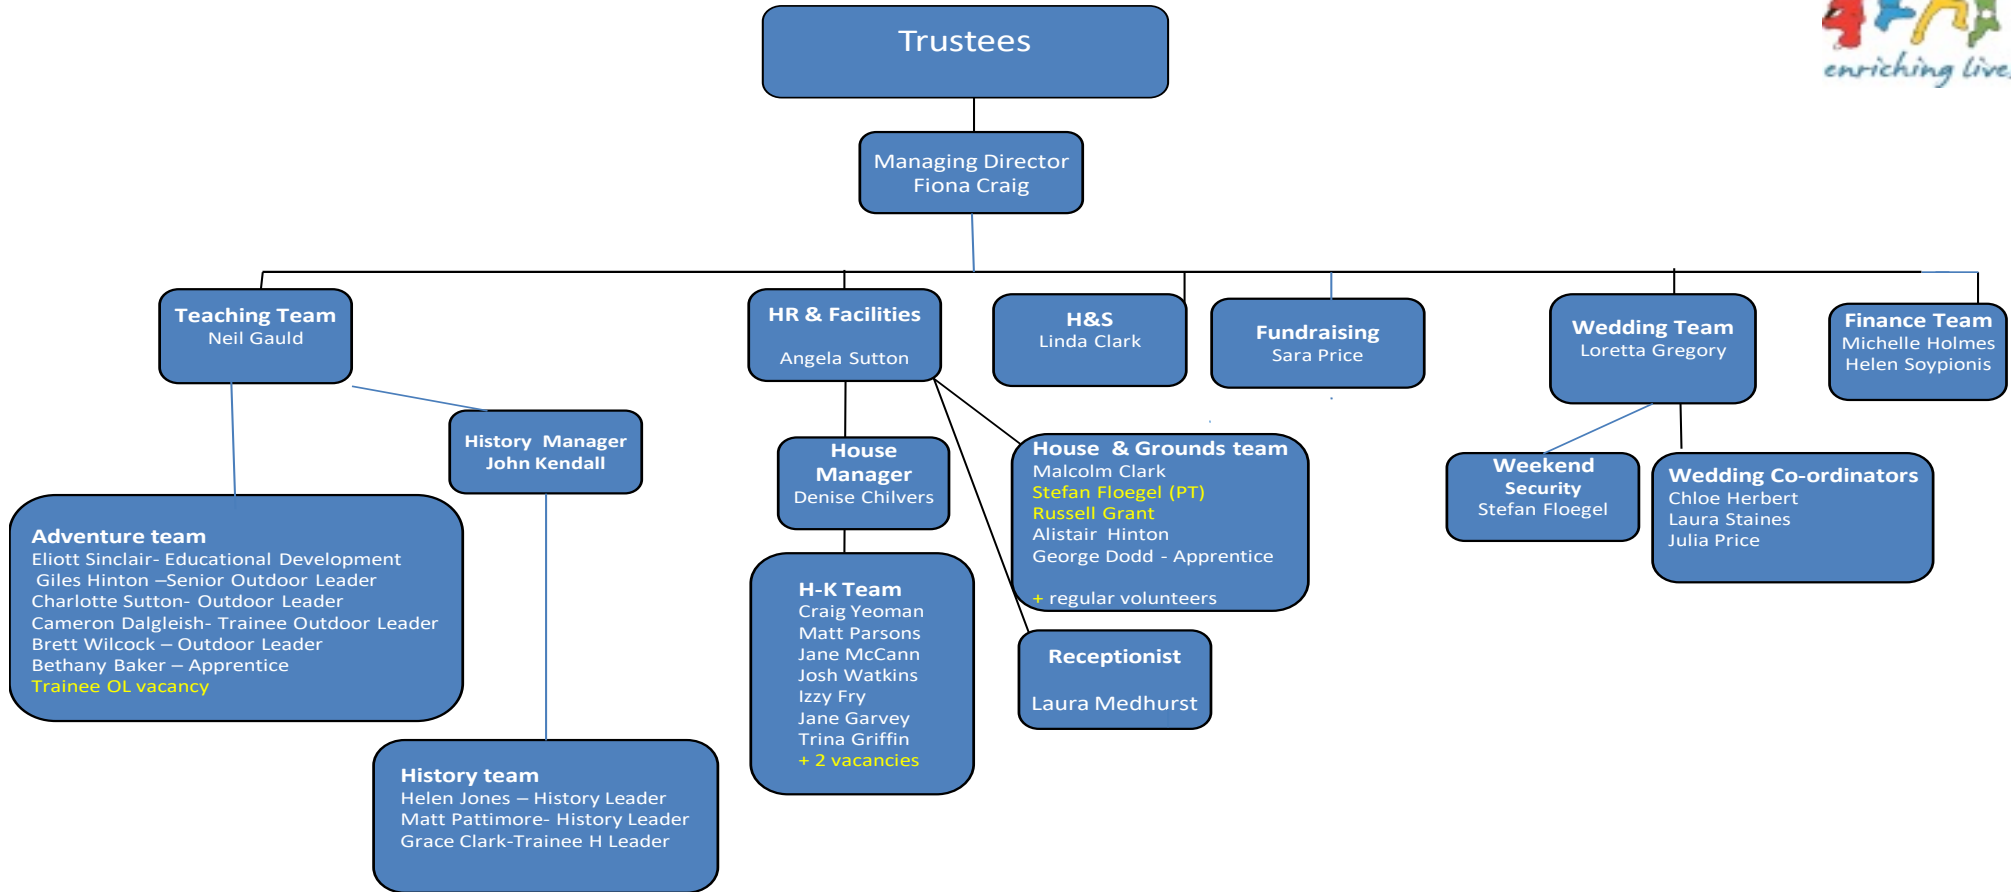 Trustees
enriching live
Managing Director
Fiona Craig
Teaching Team
Neil Gauld
HR & Facilities
Angela Sutton
H&S
Linda Clark
Fundraising
Sara Price
Wedding Team
Loretta Gregory
Finance Team
Michelle Holmes
Helen Soypionis
History Manager
John Kendall
House
Manager
Denise Chilvers
House & Grounds team
Malcolm Clark
Stefan Floegel (PT)
Russell Grant
Alistair Hinton
George Dodd - Apprentice
+ regular volunteers
Weekend
Security
Stefan Floegel
Wedding Co-ordinators
Chloe Herbert
Laura Staines
Julia Price
Adventure team
Eliott Sinclair- Educational Development
Giles Hinton –Senior Outdoor Leader
Charlotte Sutton- Outdoor Leader
Cameron Dalgleish- Trainee Outdoor Leader
Brett Wilcock – Outdoor Leader
Bethany Baker – Apprentice
Trainee OL vacancy
H-K Team
Craig Yeoman
Matt Parsons
Jane McCann
Josh Watkins
Izzy Fry
Jane Garvey
Trina Griffin
+ 2 vacancies
Receptionist
Laura Medhurst
History team
Helen Jones – History Leader
Matt Pattimore- History Leader
Grace Clark-Trainee H Leader